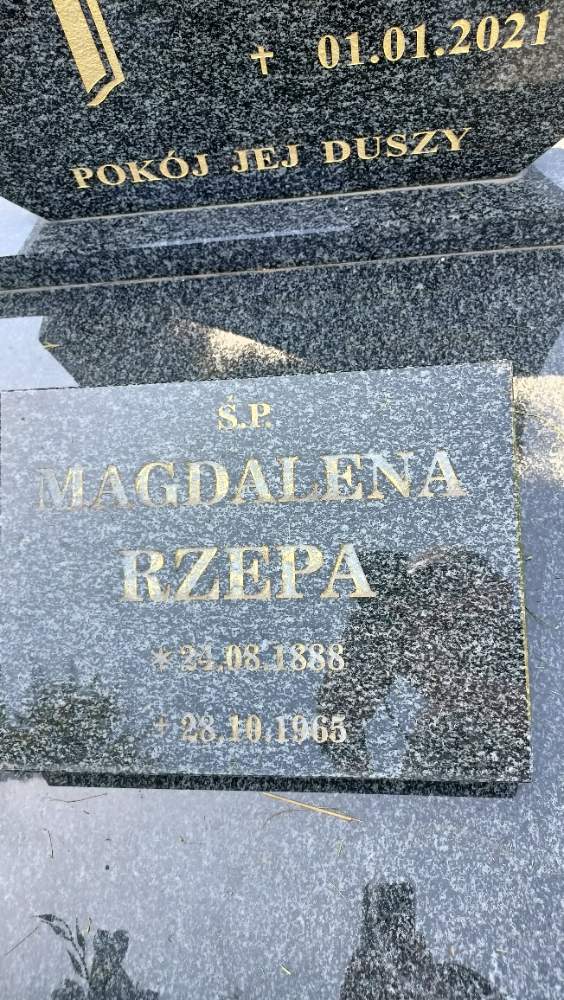 † 01.01.2021
POKÓJ JEJ DUSZY
Ś.P.
MAGDALENA
RZEPA
* 24.08.1888
† 28.10.1965